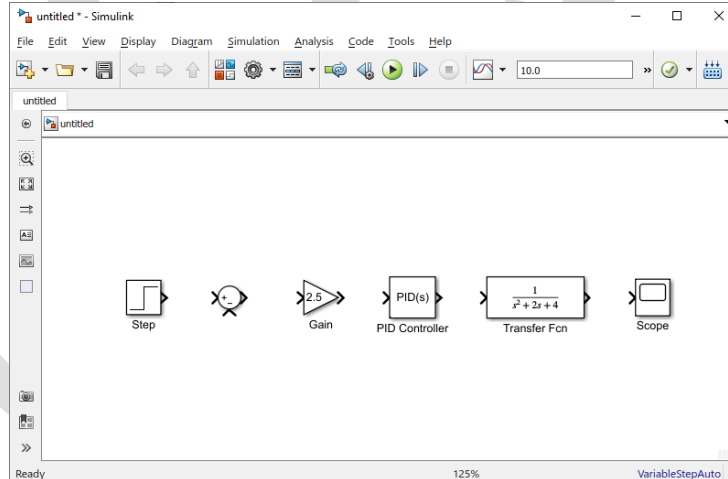 untitled * - Simulink
File Edit View Display Diagram Simulation Analysis Code Tools Help
10.0
untitled
untitled
+
-
2.5
PID(s)
1
s² + 2s + 4
Step
Gain
PID Controller
Transfer Fcn
Scope
Ready
125%
VariableStepAuto